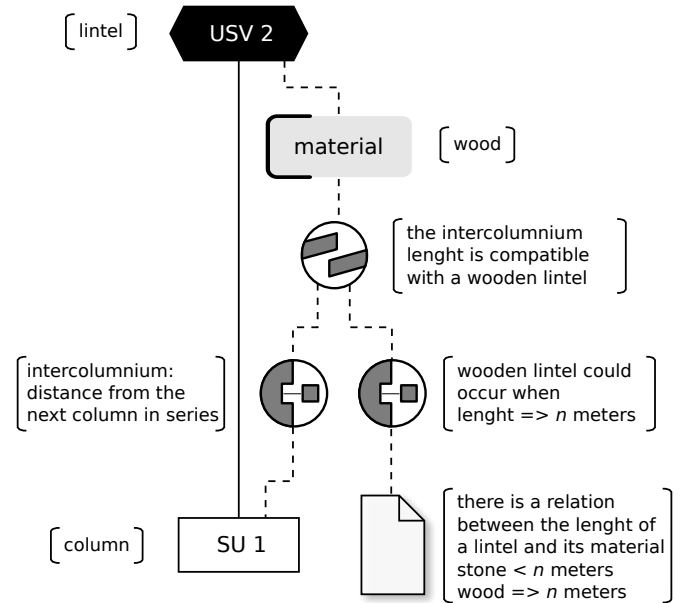 [lintel]
USV 2
material
[wood]
the intercolumnium
lenght is compatible
with a wooden lintel
intercolumnium:
distance from the
next column in series
wooden lintel could
occur when
lenght => n meters
[column]
SU 1
there is a relation
between the lenght of
a lintel and its material
stone < n meters
wood => n meters